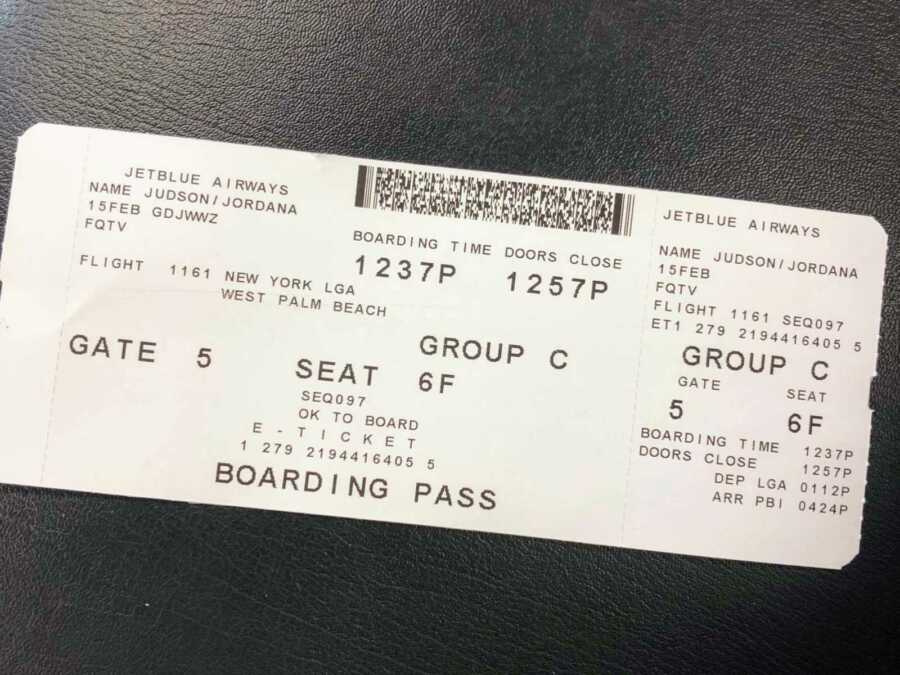 JETBLUE AIRWAYS
NAME JUDSON/JORDANA
15FEB GDJWWZ
FQTV
BOARDING TIME DOORS CLOSE
1237P 1257P
FLIGHT 1161 NEW YORK LGA
WEST PALM BEACH
GATE 5
GROUP C
SEAT 6F
SEQ097
OK TO BOARD
E-TICKET
1 279 2194416405 5
BOARDING PASS
JETBLUE AIRWAYS
NAME JUDSON/JORDANA
15FEB
FQTV
FLIGHT 1161 SEQ097
ET1 279 2194416405 5
GROUP C
GATE SEAT
5 6F
BOARDING TIME 1237P
DOORS CLOSE 1257P
DEP LGA 0112P
ARR PBI 0424P